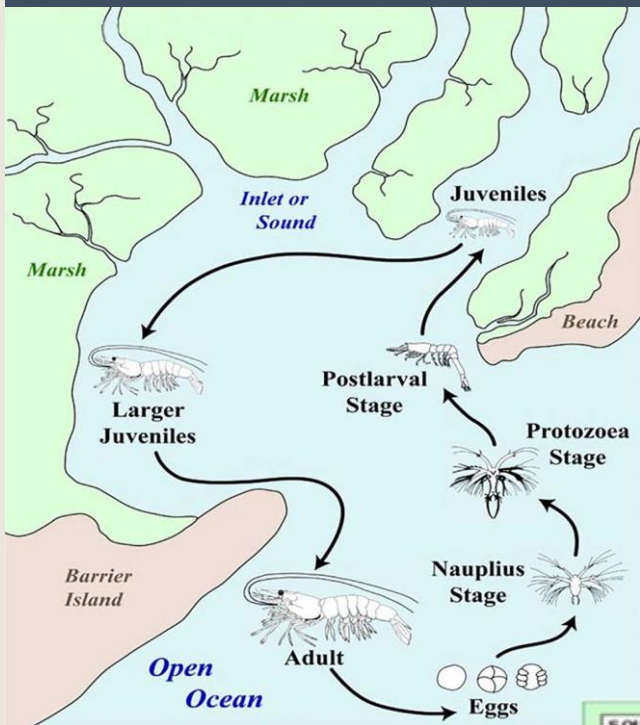 Marsh
Inlet or
Sound
Juveniles
Marsh
Beach
Postlarval
Stage
Larger
Juveniles
Protozoea
Stage
Nauplius
Stage
Barrier
Island
Adult
Open
Ocean
Eggs